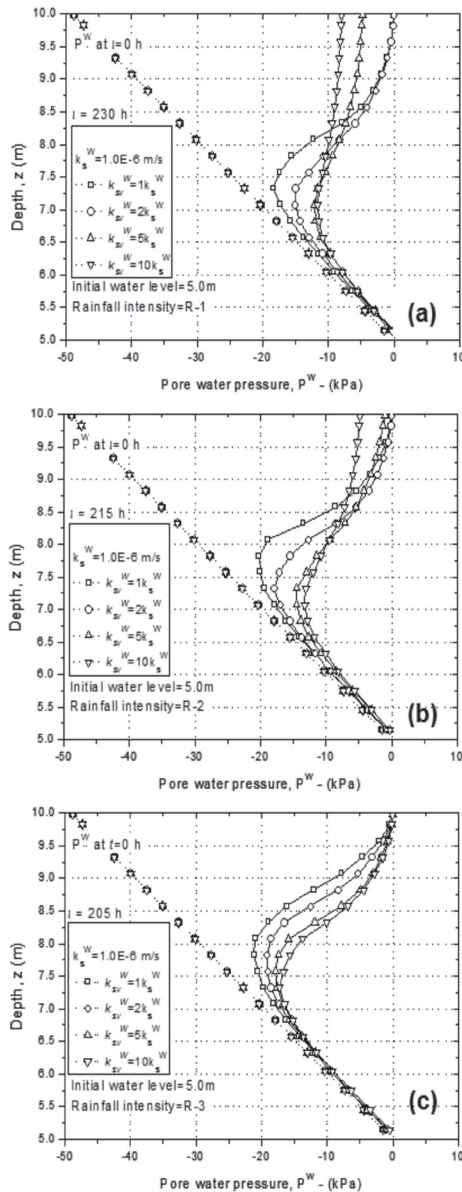 (a)
10.0
9.5
9.0
8.5
8.0
7.5
7.0
6.5
6.0
5.5
5.0
Depth, z (m)
P^W at t=0 h
t = 230 h
k_s^W=1.0E-6 m/s
k_sv^W=1k_s^W
k_sv^W=2k_s^W
k_sv^W=5k_s^W
k_sv^W=10k_s^W
Initial water level=5.0m
Rainfall intensity=R-1
-50 -40 -30 -20 -10 0 10
Pore water pressure, P^W - (kPa)
(b)
10.0
9.5
9.0
8.5
8.0
7.5
7.0
6.5
6.0
5.5
5.0
Depth, z (m)
P^W at t=0 h
t = 215 h
k_s^W=1.0E-6 m/s
k_sv^W=1k_s^W
k_sv^W=2k_s^W
k_sv^W=5k_s^W
k_sv^W=10k_s^W
Initial water level=5.0m
Rainfall intensity=R-2
-50 -40 -30 -20 -10 0 10
Pore water pressure, P^W - (kPa)
(c)
10.0
9.5
9.0
8.5
8.0
7.5
7.0
6.5
6.0
5.5
5.0
Depth, z (m)
P^W at t=0 h
t = 205 h
k_s^W=1.0E-6 m/s
k_sv^W=1k_s^W
k_sv^W=2k_s^W
k_sv^W=5k_s^W
k_sv^W=10k_s^W
Initial water level=5.0m
Rainfall intensity=R-3
-50 -40 -30 -20 -10 0 10
Pore water pressure, P^W - (kPa)